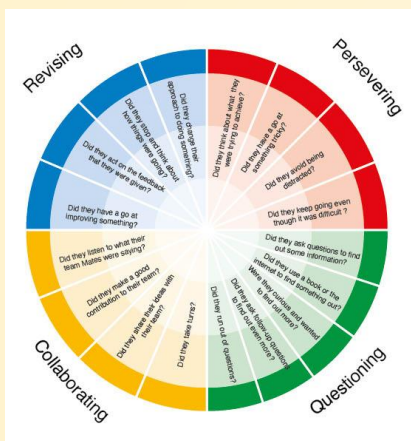 Revising
Persevering
Questioning
Collaborating
Did they think about what they
were trying to achieve?
Did they have a go at
something tricky?
Did they avoid being
distracted?
Did they keep going even
though it was difficult ?
Did they ask questions to find
out some information?
Did they use a book or the
internet to find something out?
Were they curious and wanted
to find out more?
Did they ask follow-up questions
to find out even more?
Did they run out of questions?
Did they take turns?
Did they share their ideas with
their team?
Did they make a good
contribution to their team?
Did they listen to what their
team Mates were saying?
Did they have a go at
improving something?
Did they act on the feedback
that they were given?
Did they stop and think about
how things were going?
Did they change their
approach to doing something?